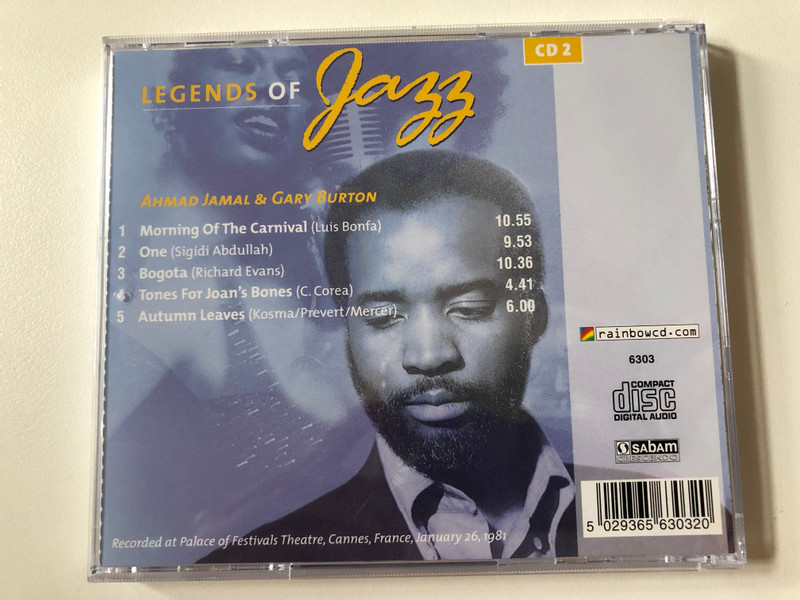 CD 2
LEGENDS OF Jazz
AHMAD JAMAL & GARY BURTON
1 Morning Of The Carnival (Luis Bonfa) 10.55
2 One (Sigidi Abdullah) 9.53
3 Bogota (Richard Evans) 10.36
4 Tones For Joan's Bones (C. Corea) 4.41
5 Autumn Leaves (Kosma/Prevert/Mercer) 6.00
rainbowcd.com
6303
COMPACT
disc
DIGITAL AUDIO
sabam
5 029365 630320
Recorded at Palace of Festivals Theatre, Cannes, France, January 26, 1981